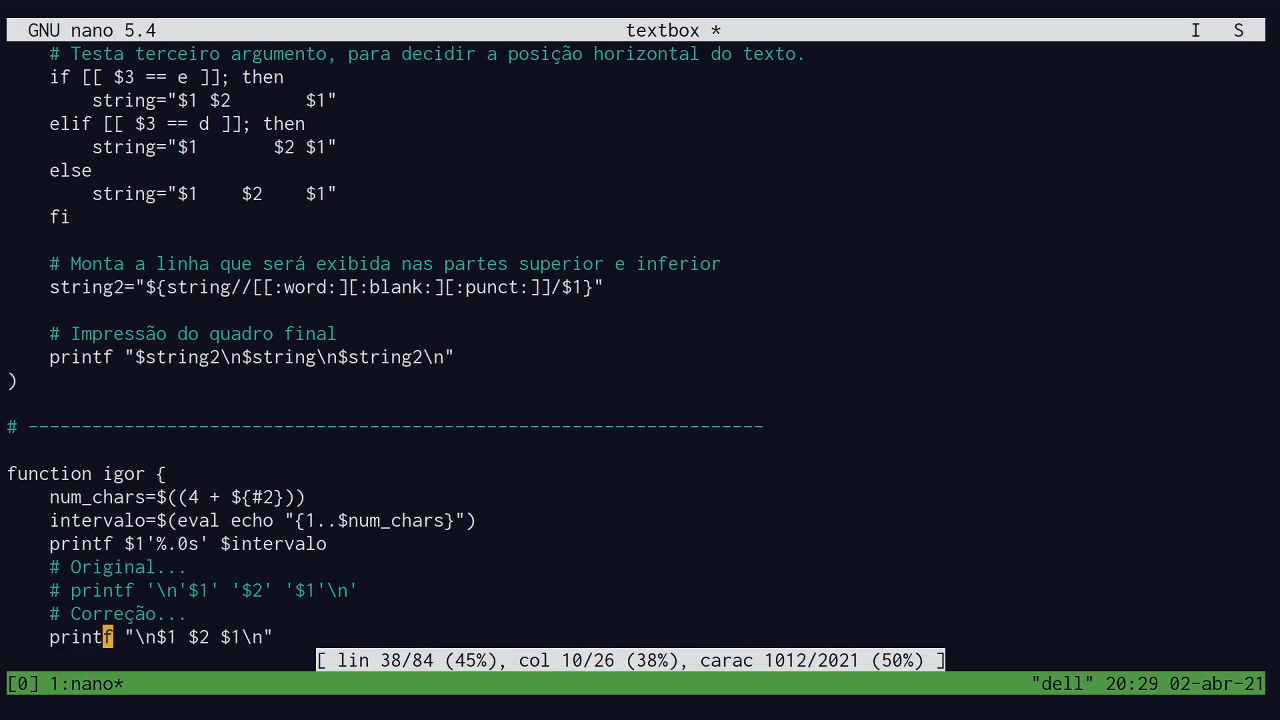 GNU nano 5.4 textbox * I S
# Testa terceiro argumento, para decidir a posição horizontal do texto.
if [[ $3 == e ]]; then
string="$1 $2       $1"
elif [[ $3 == d ]]; then
string="$1       $2 $1"
else
string="$1    $2    $1"
fi
# Monta a linha que será exibida nas partes superior e inferior
string2="${string//[[:word:][:blank:][:punct:]]/$1}"
# Impressão do quadro final
printf "$string2\n$string\n$string2\n"
)
# ---------------------------------------------------------------------
function igor {
num_chars=$((4 + ${#2}))
intervalo=$(eval echo "{1..$num_chars}")
printf $1'%.0s' $intervalo
# Original...
# printf '\n'$1' '$2' '$1'\n'
# Correção...
printf "\n$1 $2 $1\n"
[ lin 38/84 (45%), col 10/26 (38%), carac 1012/2021 (50%) ]
[0] 1:nano* "dell" 20:29 02-abr-21